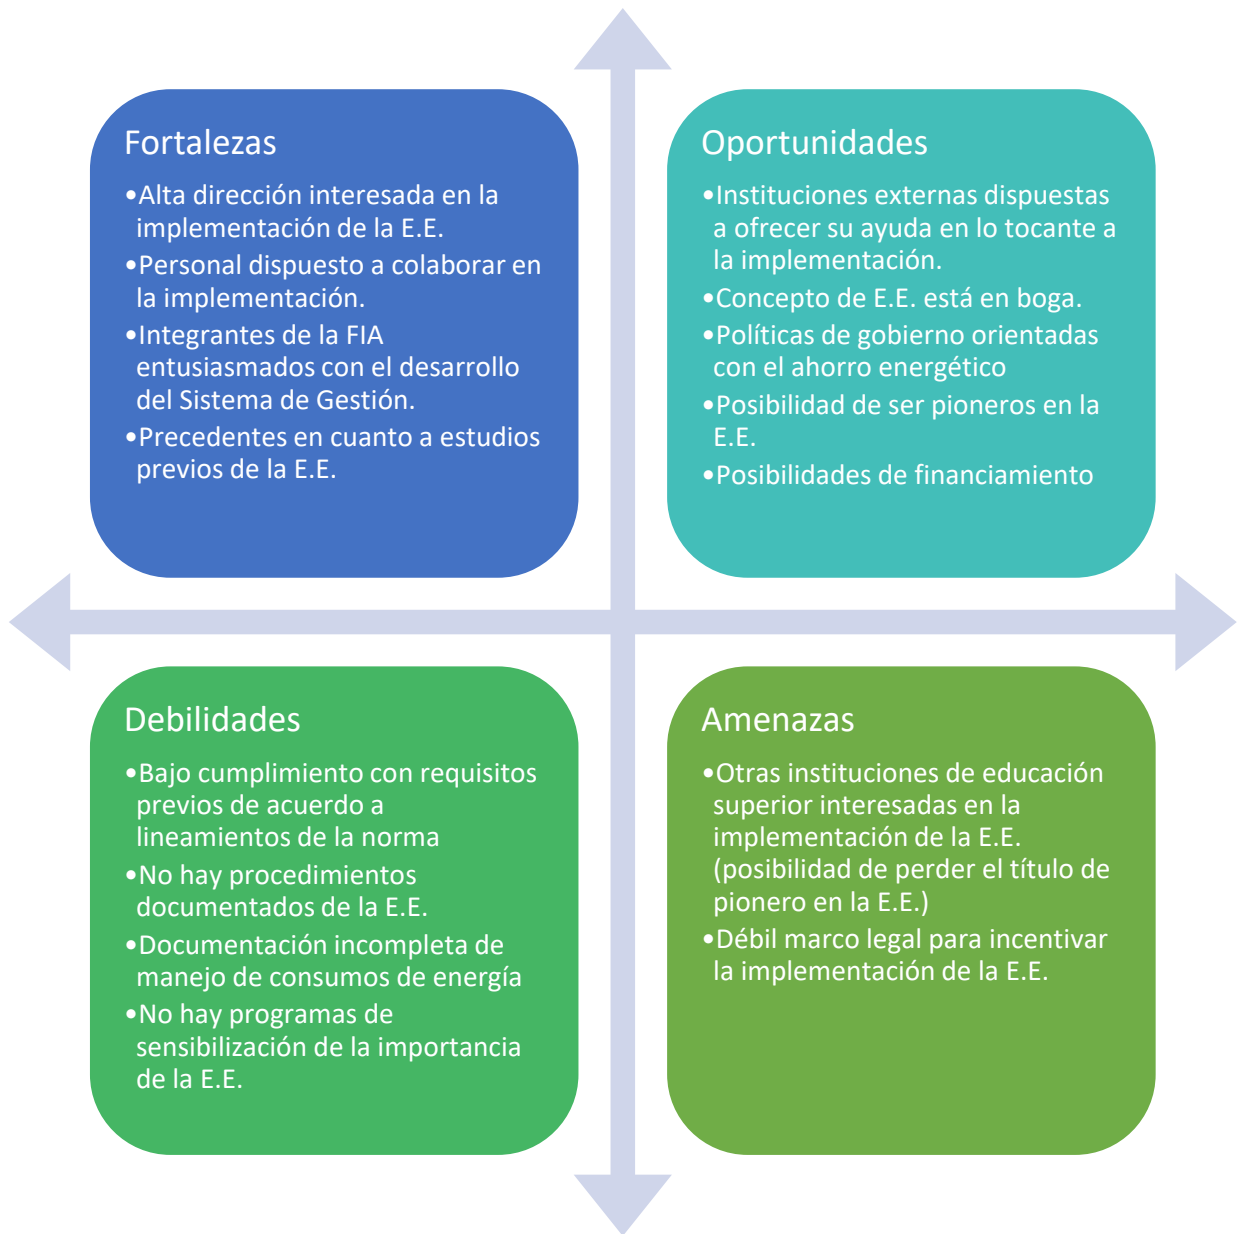 Fortalezas
•Alta dirección interesada en la
implementación de la E.E.
•Personal dispuesto a colaborar en
la implementación.
•Integrantes de la FIA
entusiasmados con el desarrollo
del Sistema de Gestión.
•Precedentes en cuanto a estudios
previos de la E.E.
Oportunidades
•Instituciones externas dispuestas
a ofrecer su ayuda en lo tocante a
la implementación.
•Concepto de E.E. está en boga.
•Políticas de gobierno orientadas
con el ahorro energético
•Posibilidad de ser pioneros en la
E.E.
•Posibilidades de financiamiento
Debilidades
•Bajo cumplimiento con requisitos
previos de acuerdo a
lineamientos de la norma
•No hay procedimientos
documentados de la E.E.
•Documentación incompleta de
manejo de consumos de energía
•No hay programas de
sensibilización de la importancia
de la E.E.
Amenazas
•Otras instituciones de educación
superior interesadas en la
implementación de la E.E.
(posibilidad de perder el título de
pionero en la E.E.)
•Débil marco legal para incentivar
la implementación de la E.E.